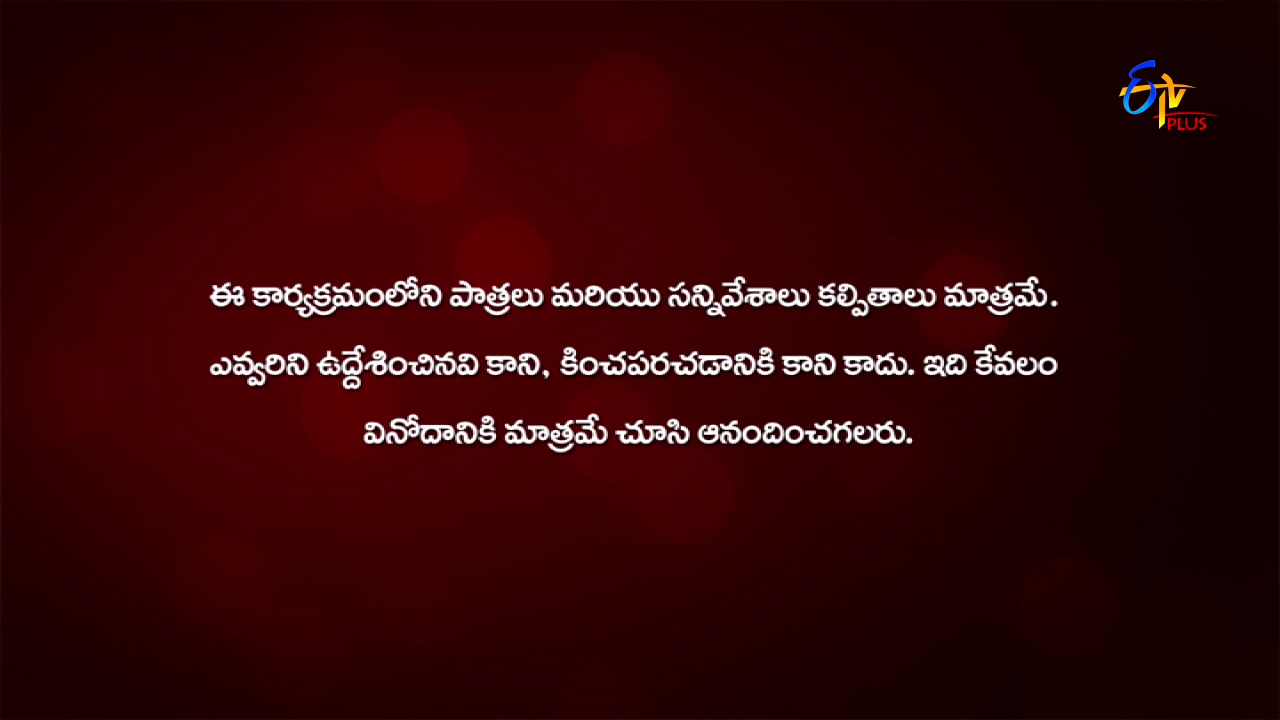 ETV
PLUS
ఈ కార్యక్రమంలోని పాత్రలు మరియు సన్నివేశాలు కల్పితాలు మాత్రమే.
ఎవ్వరిని ఉద్దేశించినవి కాని, కించపరచడానికి కాని కాదు. ఇది కేవలం
వినోదానికి మాత్రమే చూసి ఆనందించగలరు.